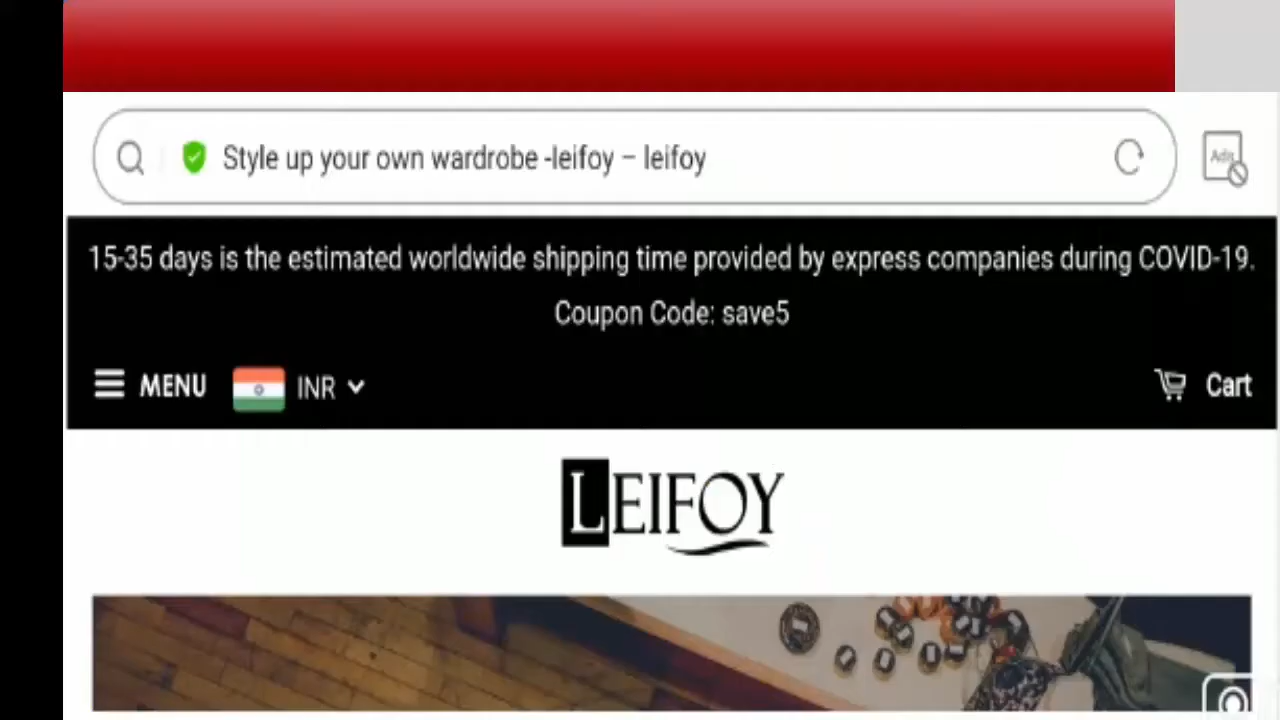 Style up your own wardrobe -leifoy – leifoy
Ads
15-35 days is the estimated worldwide shipping time provided by express companies during COVID-19.
Coupon Code: save5
MENU INR Cart
LEIFOY